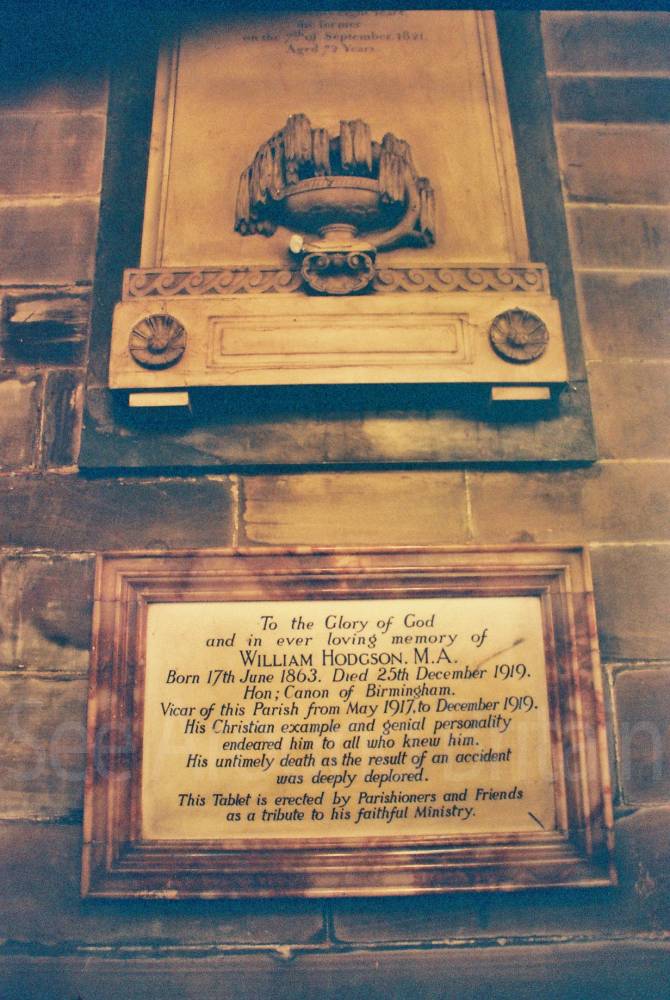 on the 7th of September 1821.
Aged 72 Years.
To the Glory of God
and in ever loving memory of
WILLIAM HODGSON. M.A.
Born 17th June 1863. Died 25th December 1919.
Hon; Canon of Birmingham.
Vicar of this Parish from May 1917, to December 1919.
His Christian example and genial personality
endeared him to all who knew him.
His untimely death as the result of an accident
was deeply deplored.
This Tablet is erected by Parishioners and Friends
as a tribute to his faithful Ministry.